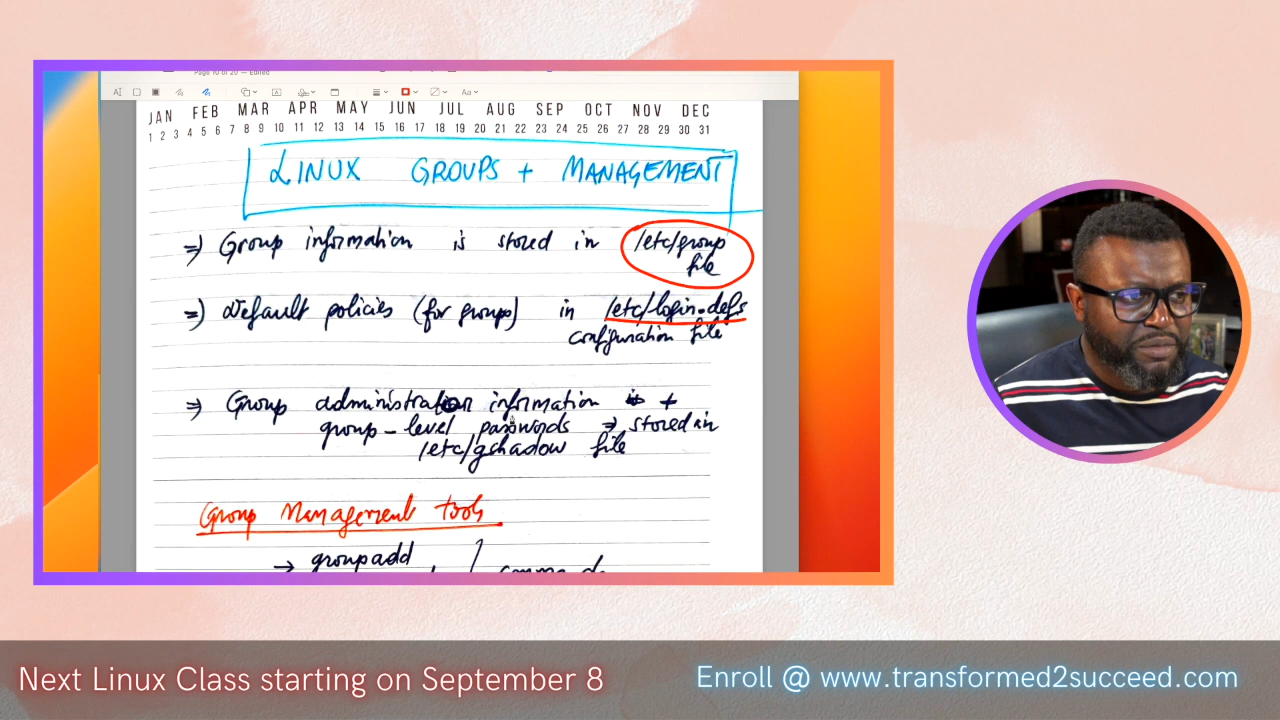 Page 10 of 20 — Edited
Aa
JAN FEB MAR APR MAY JUN JUL AUG SEP OCT NOV DEC
1 2 3 4 5 6 7 8 9 10 11 12 13 14 15 16 17 18 19 20 21 22 23 24 25 26 27 28 29 30 31
LINUX GROUPS + MANAGEMENT
⇒ Group information is stored in /etc/group
file
⇒ Default policies (for groups) in /etc/login.defs
configuration file
⇒ Group administration information +
group-level passwords ⇒ stored in
/etc/gshadow file
Group Management tools
→ groupadd
Next Linux Class starting on September 8
Enroll @ www.transformed2succeed.com